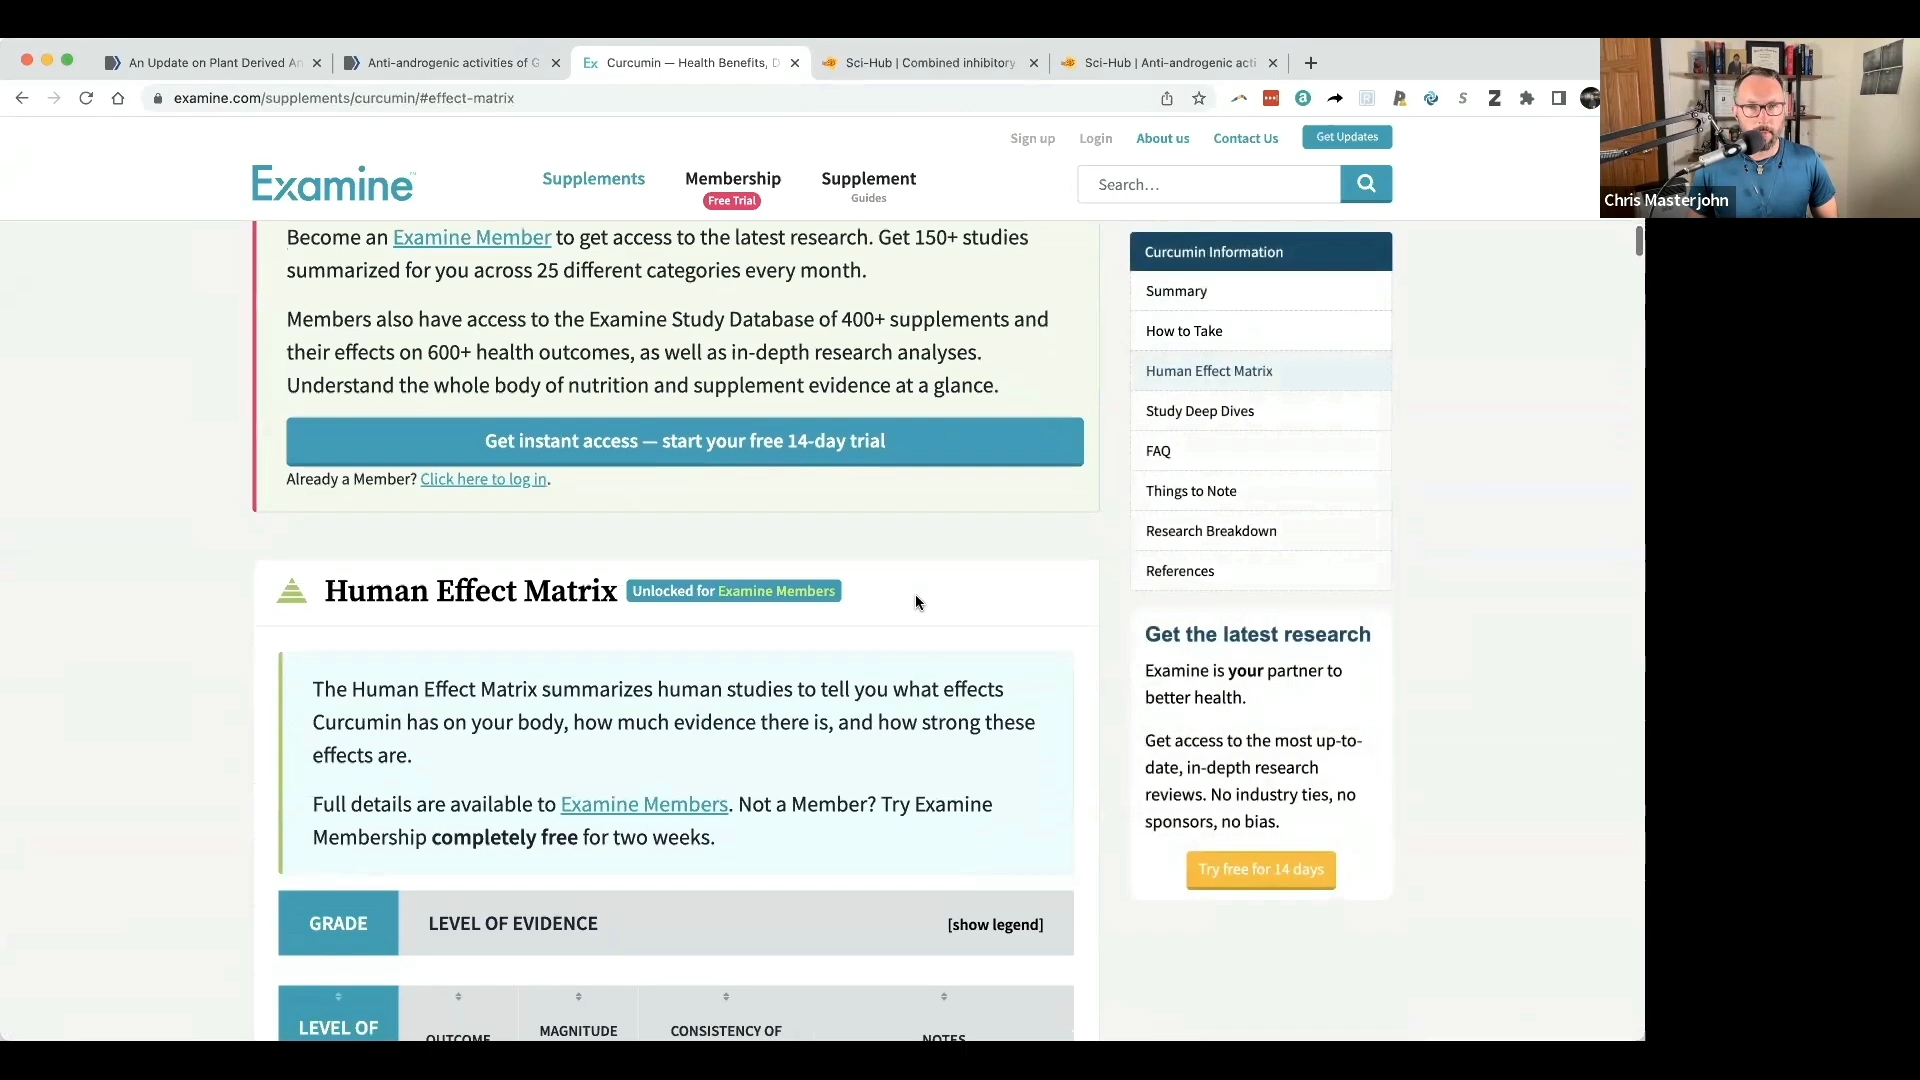 An Update on Plant Derived An
Anti-androgenic activities of G
Ex Curcumin — Health Benefits, D
Sci-Hub | Combined inhibitory
Sci-Hub | Anti-androgenic acti
examine.com/supplements/curcumin/#effect-matrix
Chris Masterjohn
Sign up
Login
About us
Contact Us
Get Updates
Examine
Supplements
Membership
Free Trial
Supplement
Guides
Search…
Become an Examine Member to get access to the latest research. Get 150+ studies
summarized for you across 25 different categories every month.
Members also have access to the Examine Study Database of 400+ supplements and
their effects on 600+ health outcomes, as well as in-depth research analyses.
Understand the whole body of nutrition and supplement evidence at a glance.
Get instant access — start your free 14-day trial
Already a Member? Click here to log in.
Human Effect Matrix Unlocked for Examine Members
The Human Effect Matrix summarizes human studies to tell you what effects
Curcumin has on your body, how much evidence there is, and how strong these
effects are.
Full details are available to Examine Members. Not a Member? Try Examine
Membership completely free for two weeks.
GRADE
LEVEL OF EVIDENCE
[show legend]
LEVEL OF
OUTCOME
MAGNITUDE
CONSISTENCY OF
NOTES
Curcumin Information
Summary
How to Take
Human Effect Matrix
Study Deep Dives
FAQ
Things to Note
Research Breakdown
References
Get the latest research
Examine is your partner to
better health.
Get access to the most up-to-
date, in-depth research
reviews. No industry ties, no
sponsors, no bias.
Try free for 14 days